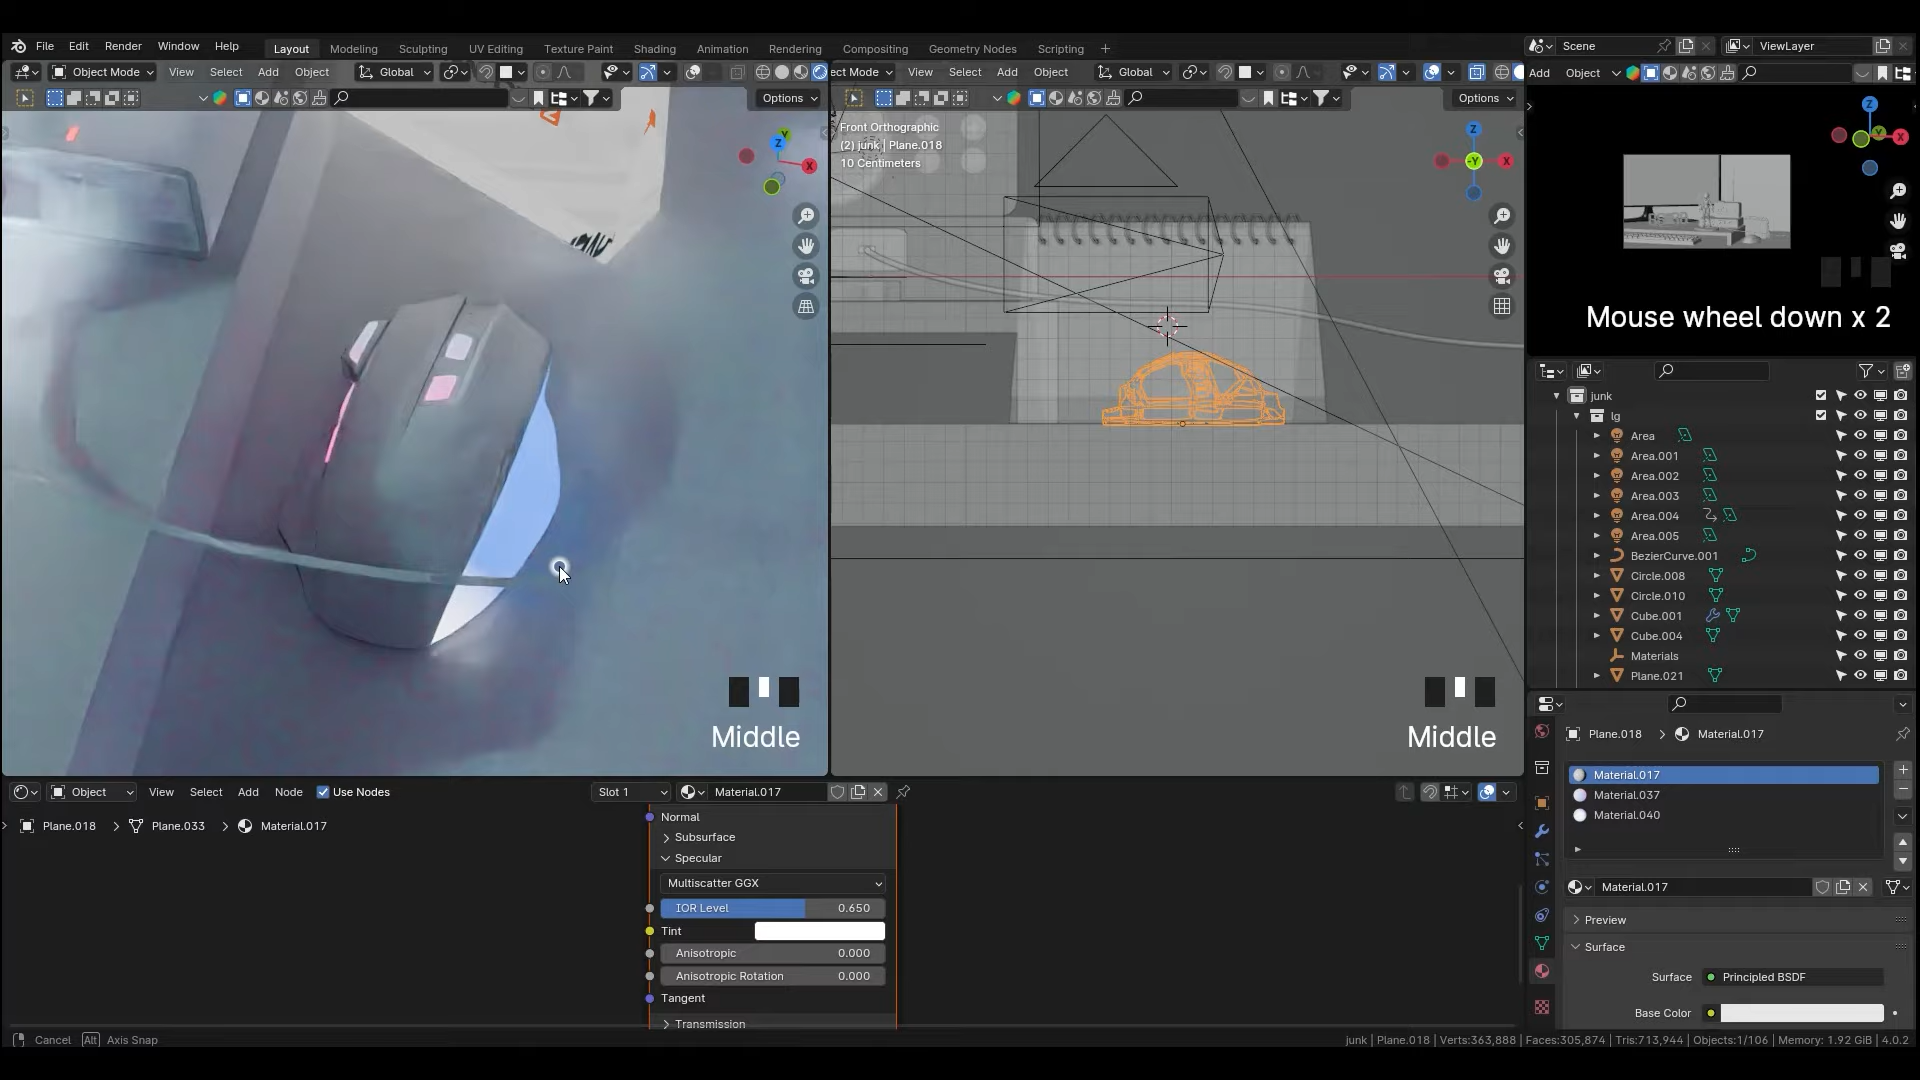 File Edit Render Window Help Layout Modeling Sculpting UV Editing Texture Paint Shading Animation Rendering Compositing Geometry Nodes Scripting + Scene ViewLayer
Object Mode View Select Add Object Global
ect Mode View Select Add Object Global
Add Object
Options
Options
Front Orthographic
(2) junk | Plane.018
10 Centimeters
Z
Y
X
Z
-Y
X
Z
Y
X
Mouse wheel down x 2
Middle
Middle
junk
lg
Area
Area.001
Area.002
Area.003
Area.004
Area.005
BezierCurve.001
Circle.008
Circle.010
Cube.001
Cube.004
Materials
Plane.021
Plane.018 > Material.017
Material.017
Material.037
Material.040
Material.017
Preview
Surface
Surface Principled BSDF
Base Color
Object View Select Add Node Use Nodes Slot 1 Material.017
Plane.018 > Plane.033 > Material.017
Normal
Subsurface
Specular
Multiscatter GGX
IOR Level 0.650
Tint
Anisotropic 0.000
Anisotropic Rotation 0.000
Tangent
Transmission
Cancel Alt Axis Snap
junk | Plane.018 | Verts:363,888 | Faces:305,874 | Tris:713,944 | Objects:1/106 | Memory: 1.92 GiB | 4.0.2